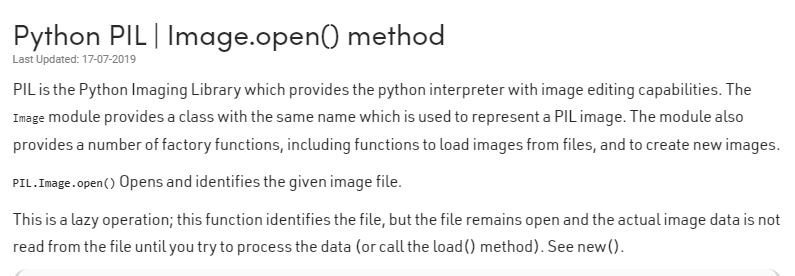 Python PIL | Image.open() method
Last Updated: 17-07-2019
PIL is the Python Imaging Library which provides the python interpreter with image editing capabilities. The
Image module provides a class with the same name which is used to represent a PIL image. The module also
provides a number of factory functions, including functions to load images from files, and to create new images.
PIL.Image.open() Opens and identifies the given image file.
This is a lazy operation; this function identifies the file, but the file remains open and the actual image data is not
read from the file until you try to process the data (or call the load() method). See new().